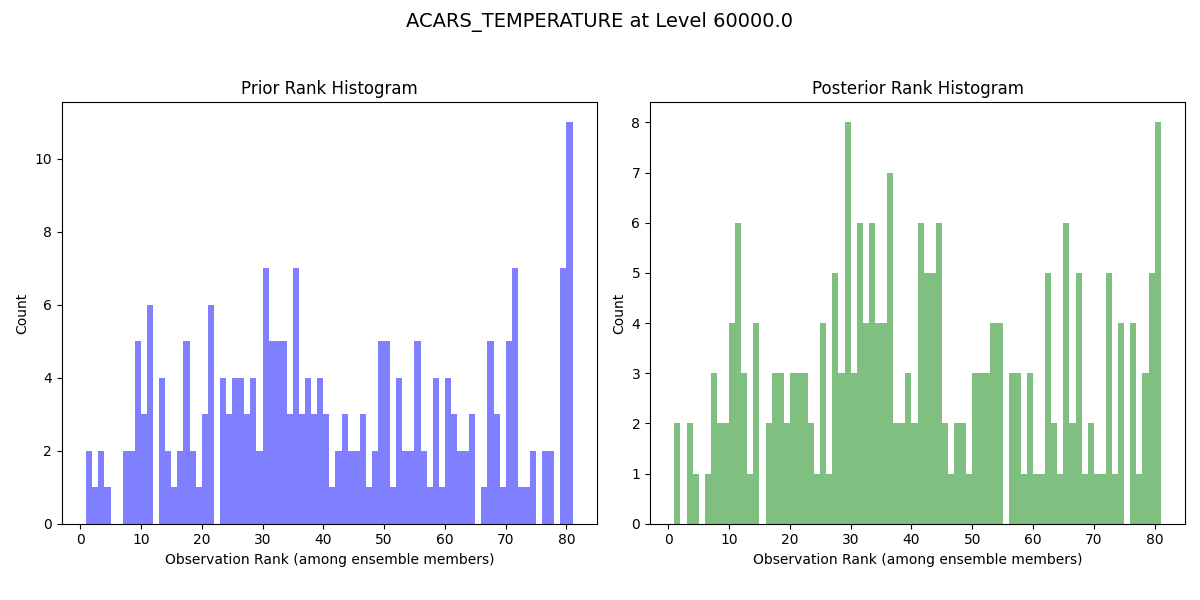 ACARS_TEMPERATURE at Level 60000.0
Prior Rank Histogram
Count
10
8
6
4
2
0
0 10 20 30 40 50 60 70 80
Observation Rank (among ensemble members)
Posterior Rank Histogram
Count
8
7
6
5
4
3
2
1
0
0 10 20 30 40 50 60 70 80
Observation Rank (among ensemble members)